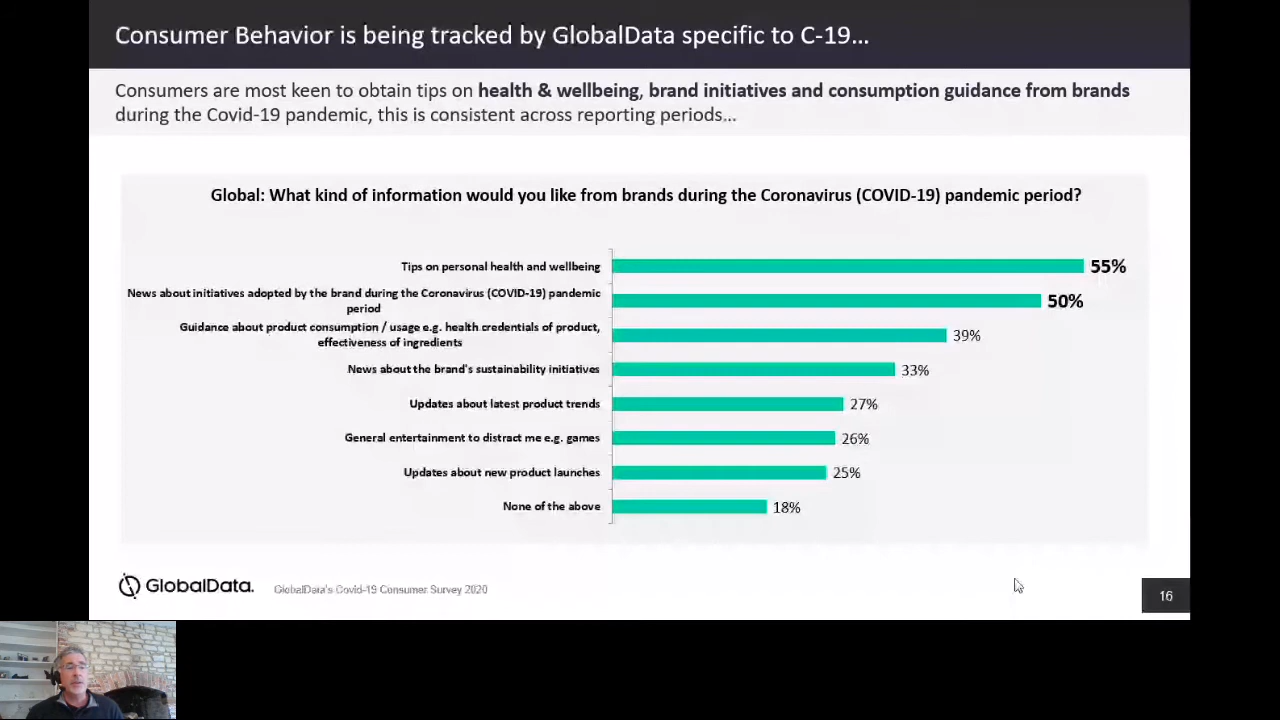 Consumer Behavior is being tracked by GlobalData specific to C-19…
Consumers are most keen to obtain tips on health & wellbeing, brand initiatives and consumption guidance from brands
during the Covid-19 pandemic, this is consistent across reporting periods…
Global: What kind of information would you like from brands during the Coronavirus (COVID-19) pandemic period?
Tips on personal health and wellbeing 55%
News about initiatives adopted by the brand during the Coronavirus (COVID-19) pandemic
period 50%
Guidance about product consumption / usage e.g. health credentials of product,
effectiveness of ingredients 39%
News about the brand's sustainability initiatives 33%
Updates about latest product trends 27%
General entertainment to distract me e.g. games 26%
Updates about new product launches 25%
None of the above 18%
GlobalData.
GlobalData's Covid-19 Consumer Survey 2020
16